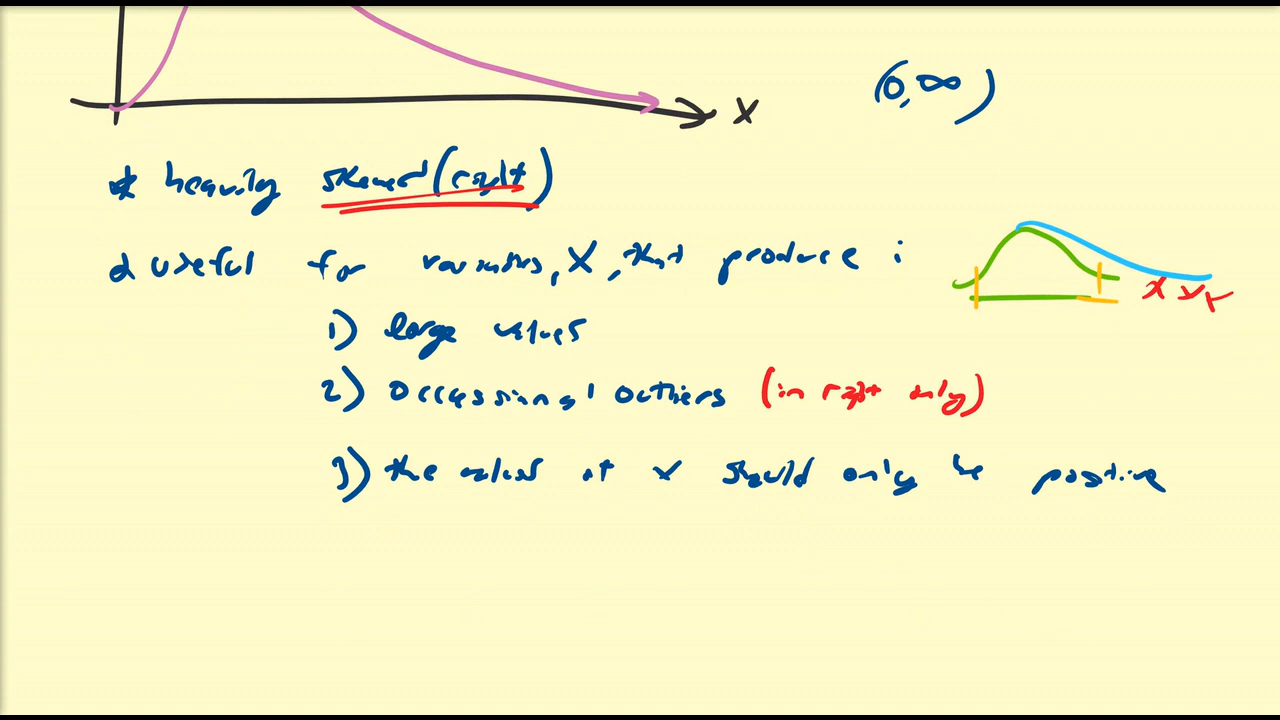 (0,∞)
X
* heavily skewed (right)
* useful for variables, X, that produce :
X X X
1) large values
2) occassional outliers (in right only)
3) the values of x should only be positive